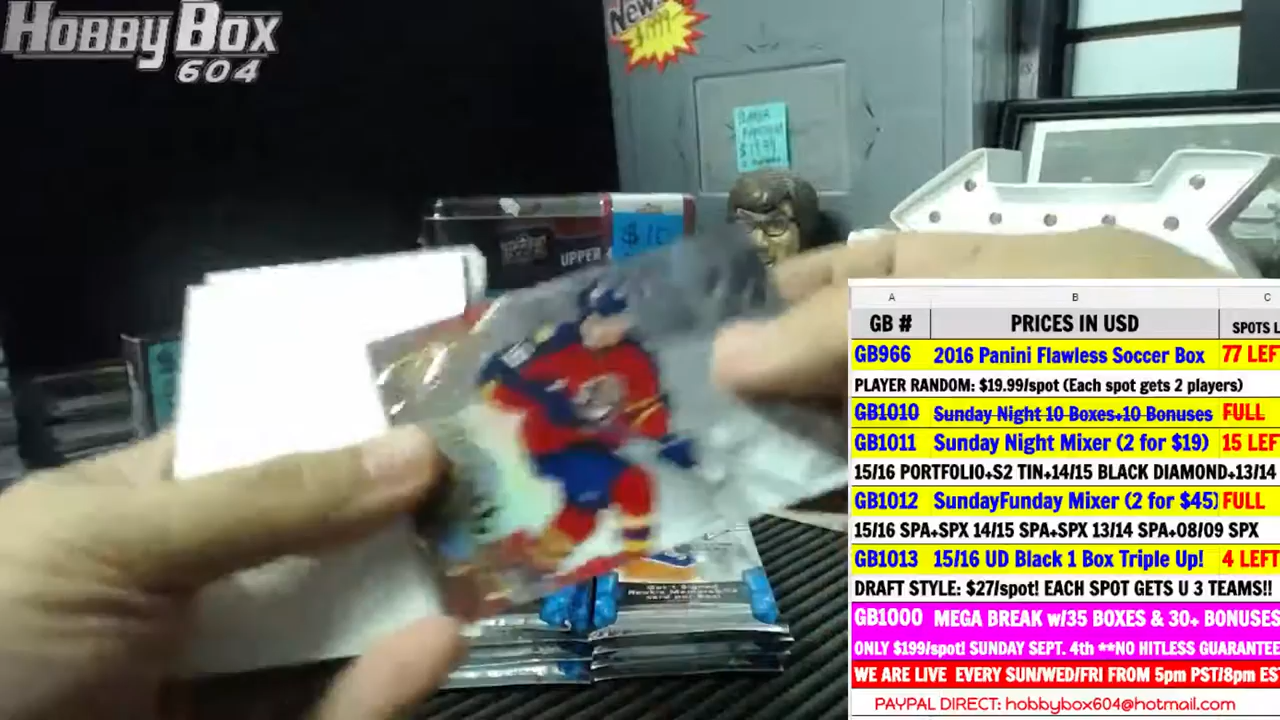 HOBBY BOX
604
New!
$10
UPPER
A B C
GB # PRICES IN USD SPOTS L
GB966 2016 Panini Flawless Soccer Box 77 LEF
PLAYER RANDOM: $19.99/spot (Each spot gets 2 players)
GB1010 Sunday Night 10 Boxes+10 Bonuses FULL
GB1011 Sunday Night Mixer (2 for $19) 15 LEF
15/16 PORTFOLIO+S2 TIN+14/15 BLACK DIAMOND+13/14
GB1012 SundayFunday Mixer (2 for $45) FULL
15/16 SPA+SPX 14/15 SPA+SPX 13/14 SPA+08/09 SPX
GB1013 15/16 UD Black 1 Box Triple Up! 4 LEF
DRAFT STYLE: $27/spot! EACH SPOT GETS U 3 TEAMS!!
GB1000 MEGA BREAK w/35 BOXES & 30+ BONUSES
ONLY $199/spot! SUNDAY SEPT. 4th **NO HITLESS GUARANTEE
WE ARE LIVE EVERY SUN/WED/FRI FROM 5pm PST/8pm ES
PAYPAL DIRECT: hobbybox604@hotmail.com